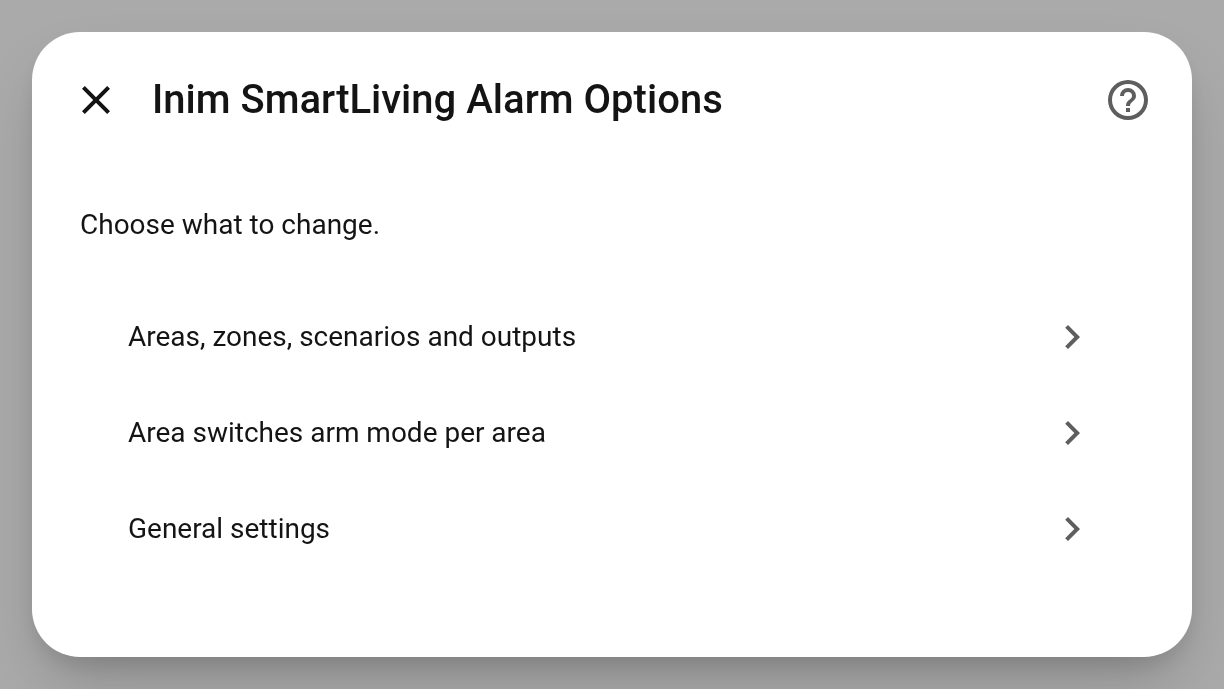 Inim SmartLiving Alarm Options
Choose what to change.
Areas, zones, scenarios and outputs
Area switches arm mode per area
General settings